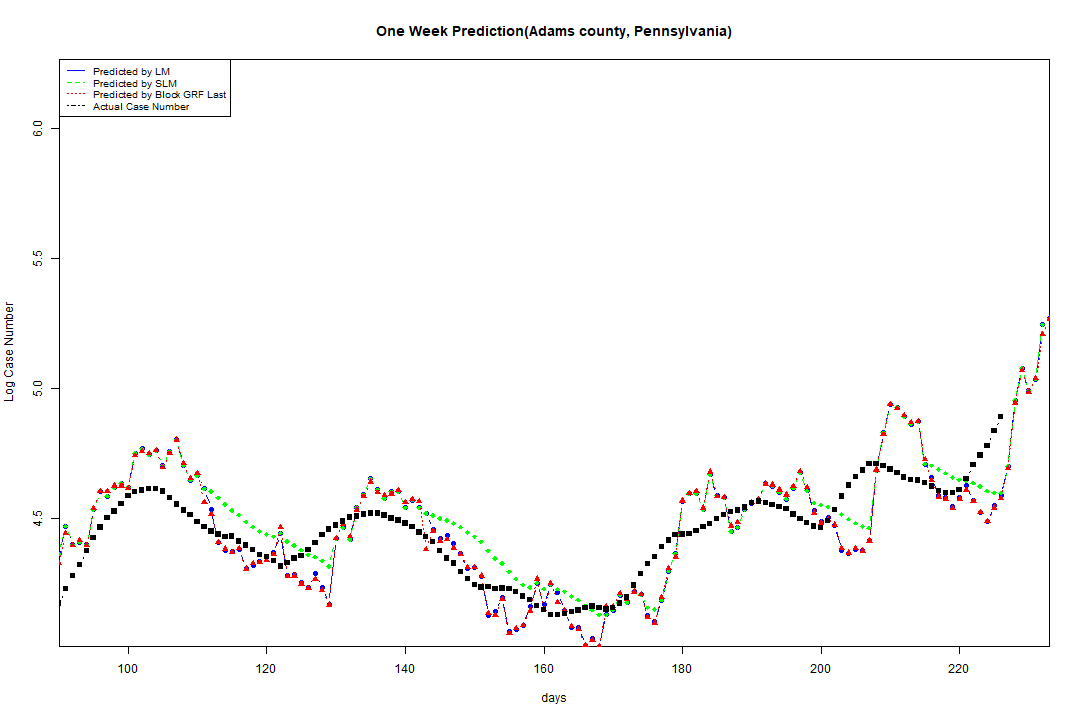 One Week Prediction(Adams county, Pennsylvania)
Predicted by LM
Predicted by SLM
Predicted by Block GRF Last
Actual Case Number
6.0
5.5
5.0
4.5
Log Case Number
100 120 140 160 180 200 220
days